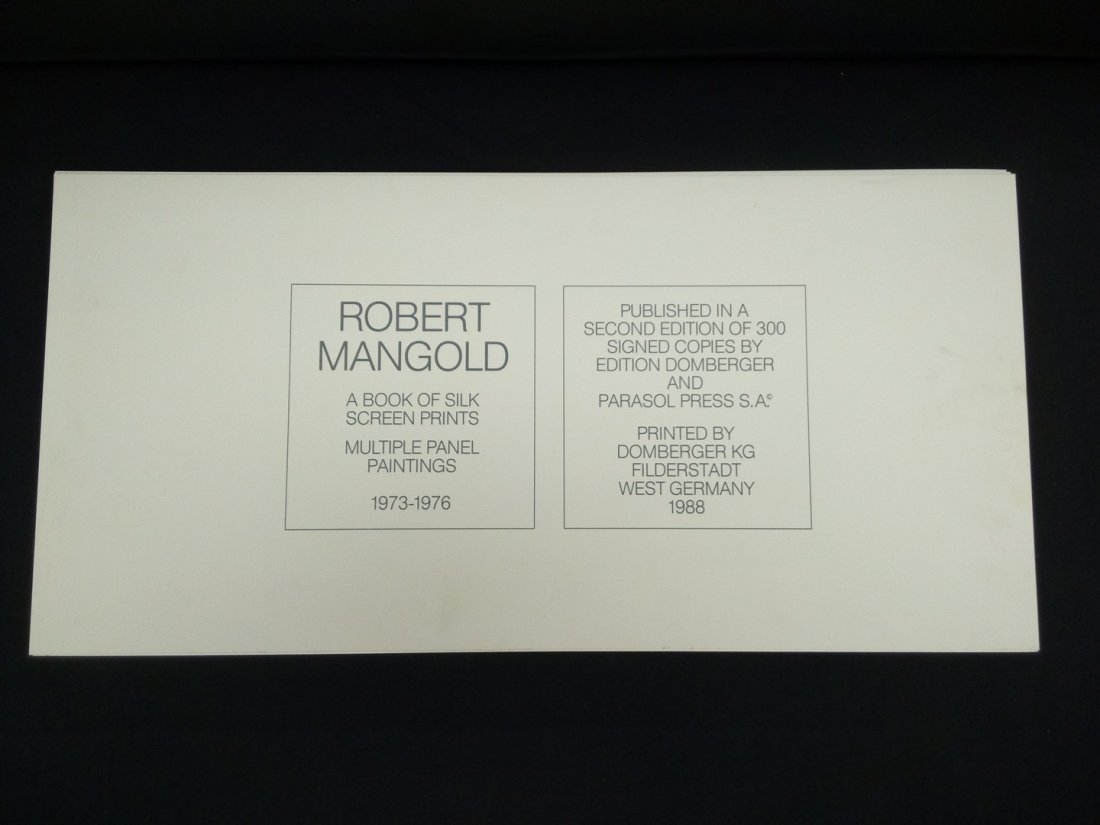 ROBERT
MANGOLD
A BOOK OF SILK
SCREEN PRINTS
MULTIPLE PANEL
PAINTINGS
1973-1976
PUBLISHED IN A
SECOND EDITION OF 300
SIGNED COPIES BY
EDITION DOMBERGER
AND
PARASOL PRESS S.A.©
PRINTED BY
DOMBERGER KG
FILDERSTADT
WEST GERMANY
1988